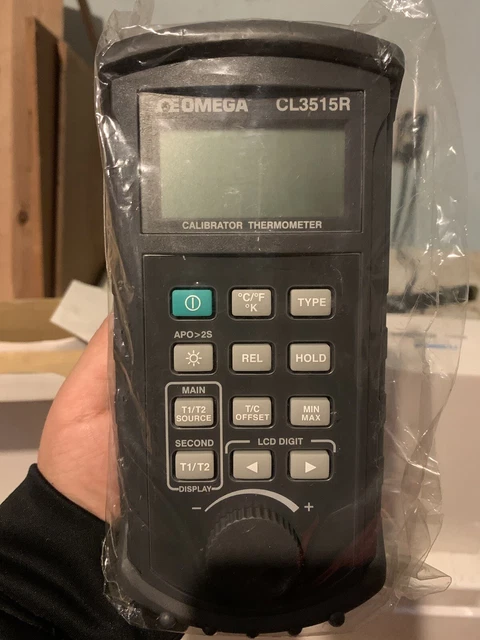 OMEGA CL3515R
CALIBRATOR THERMOMETER
°C/°F
°K
TYPE
APO>2S
REL
HOLD
MAIN
T1/T2
SOURCE
T/C
OFFSET
MIN
MAX
SECOND
LCD DIGIT
T1/T2
DISPLAY
− +